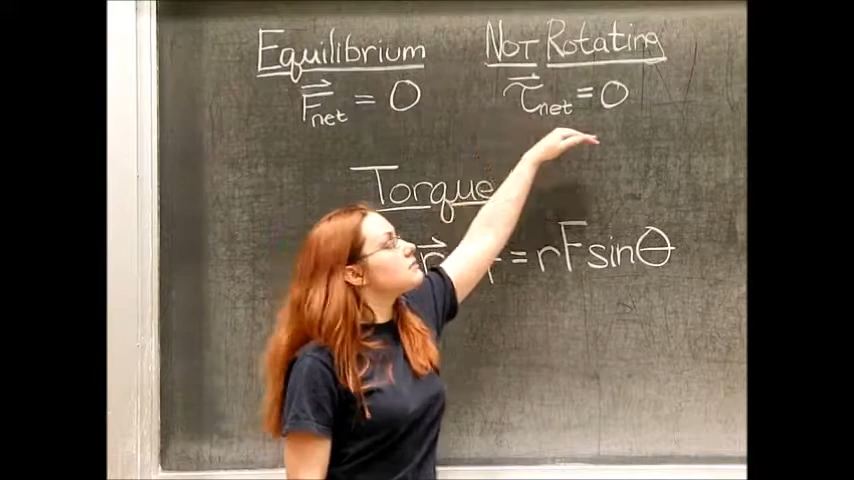 Equilibrium
F⃗net = 0
Not Rotating
τ⃗net = 0
Torque
= rFsinθ